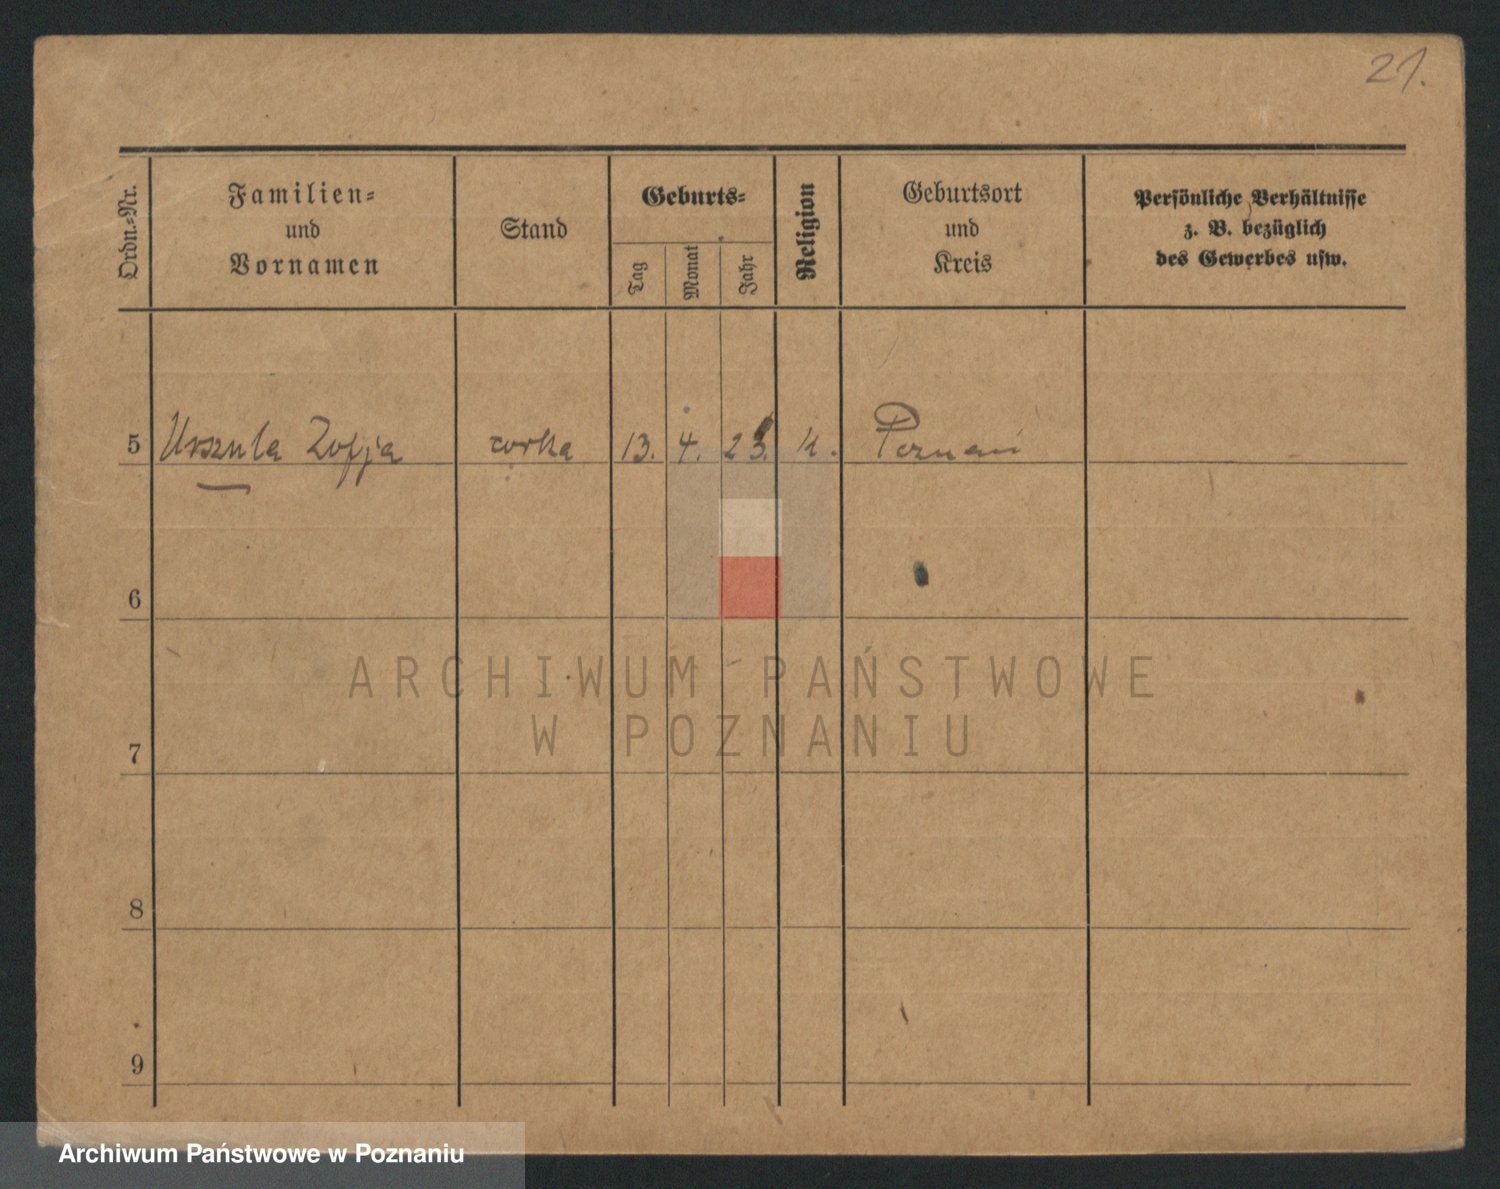 21.
Ordn.-Nr.
Familien-
und
Vornamen
Stand
Geburts-
Tag
Monat
Jahr
Religion
Geburtsort
und
Kreis
Persönliche Verhältnisse
z. B. bezüglich
des Gewerbes usw.
5 Urszula Zofja corka 13. 4. 23. k. Poznań
6
7
8
9
ARCHIWUM PAŃSTWOWE
W POZNANIU
Archiwum Państwowe w Poznaniu